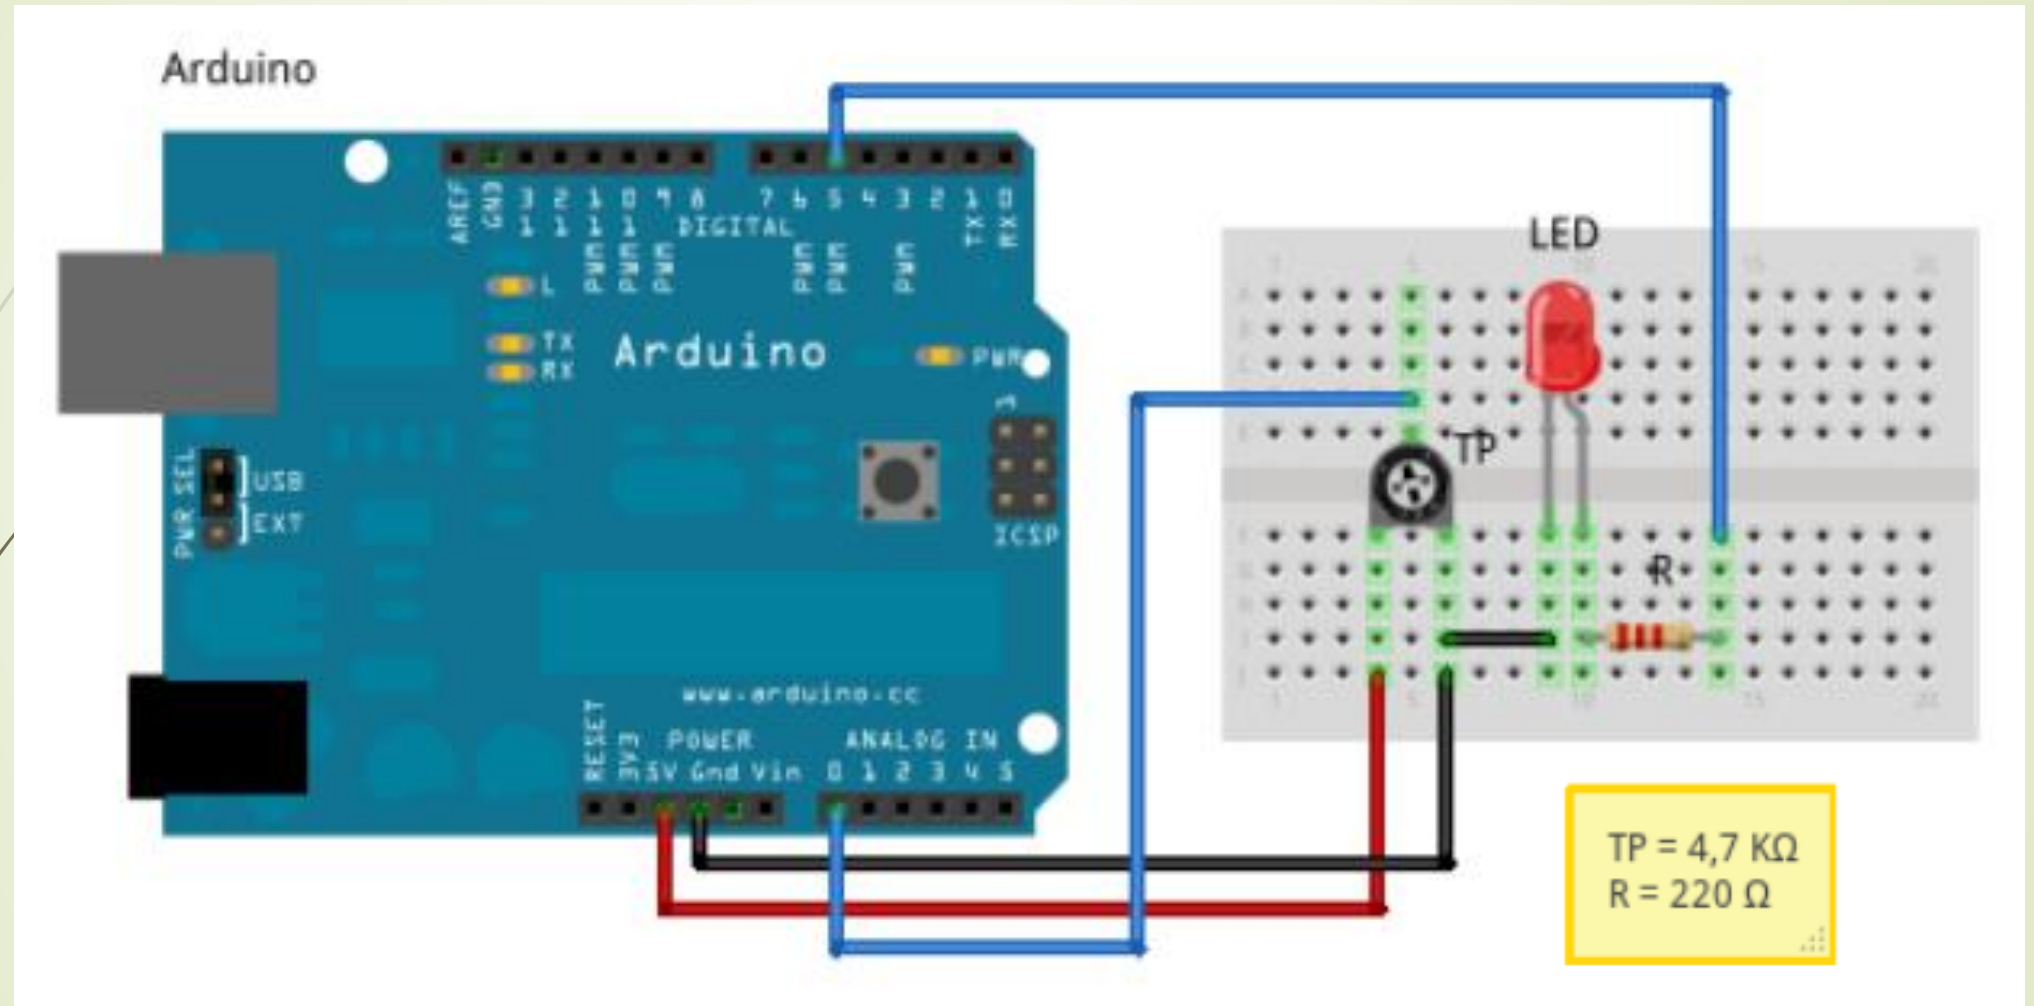 Arduino
AREF
GND
13
12
11
10
9
8
7
6
5
4
3
2
TX 1
RX 0
DIGITAL
PWM
PWM
PWM
PWM
PWM
PWM
L
TX
RX
Arduino
PWR
ICSP
PWR SEL
USB
EXT
www.arduino.cc
RESET
3V3
POWER
5V Gnd Vin
ANALOG IN
0 1 2 3 4 5
LED
TP
R
TP = 4,7 KΩ
R = 220 Ω